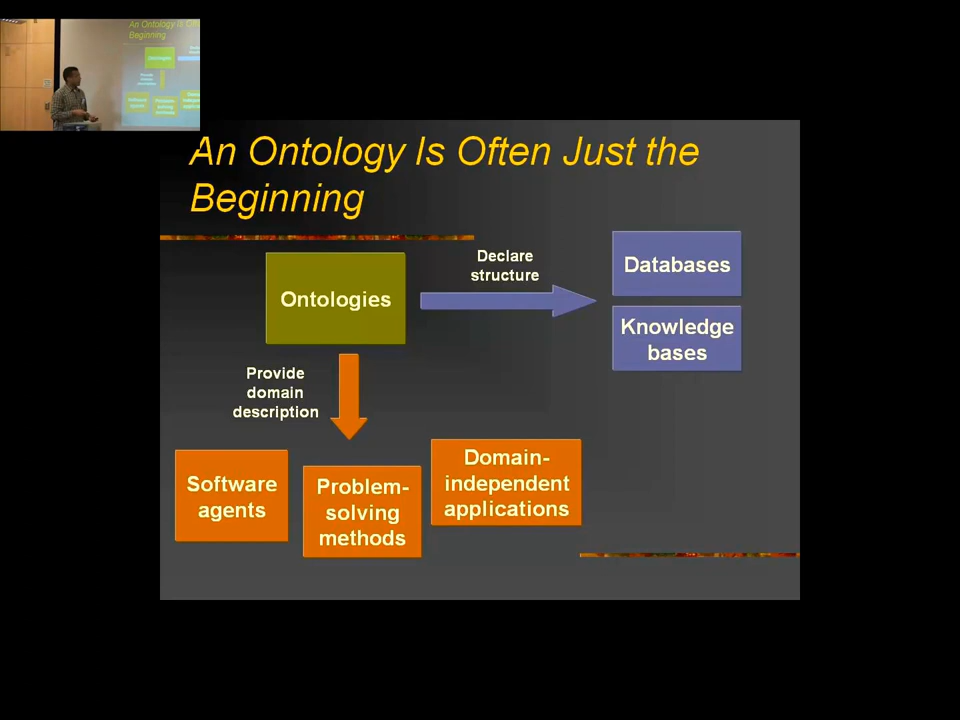 An Ontology Is Often Just the
Beginning
Ontologies
Declare
structure
Databases
Knowledge
bases
Provide
domain
description
Software
agents
Problem-
solving
methods
Domain-
independent
applications